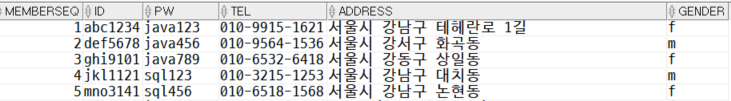 MEMBERSEQ ID PW TEL ADDRESS GENDER
1 abc1234 java123 010-9915-1621 서울시 강남구 테헤란로 1길 f
2 def5678 java456 010-9564-1536 서울시 강서구 화곡동 m
3 ghi9101 java789 010-6532-6418 서울시 강동구 상일동 f
4 jkl1121 sql123 010-3215-1253 서울시 강남구 대치동 m
5 mno3141 sql456 010-6518-1568 서울시 강남구 논현동 f